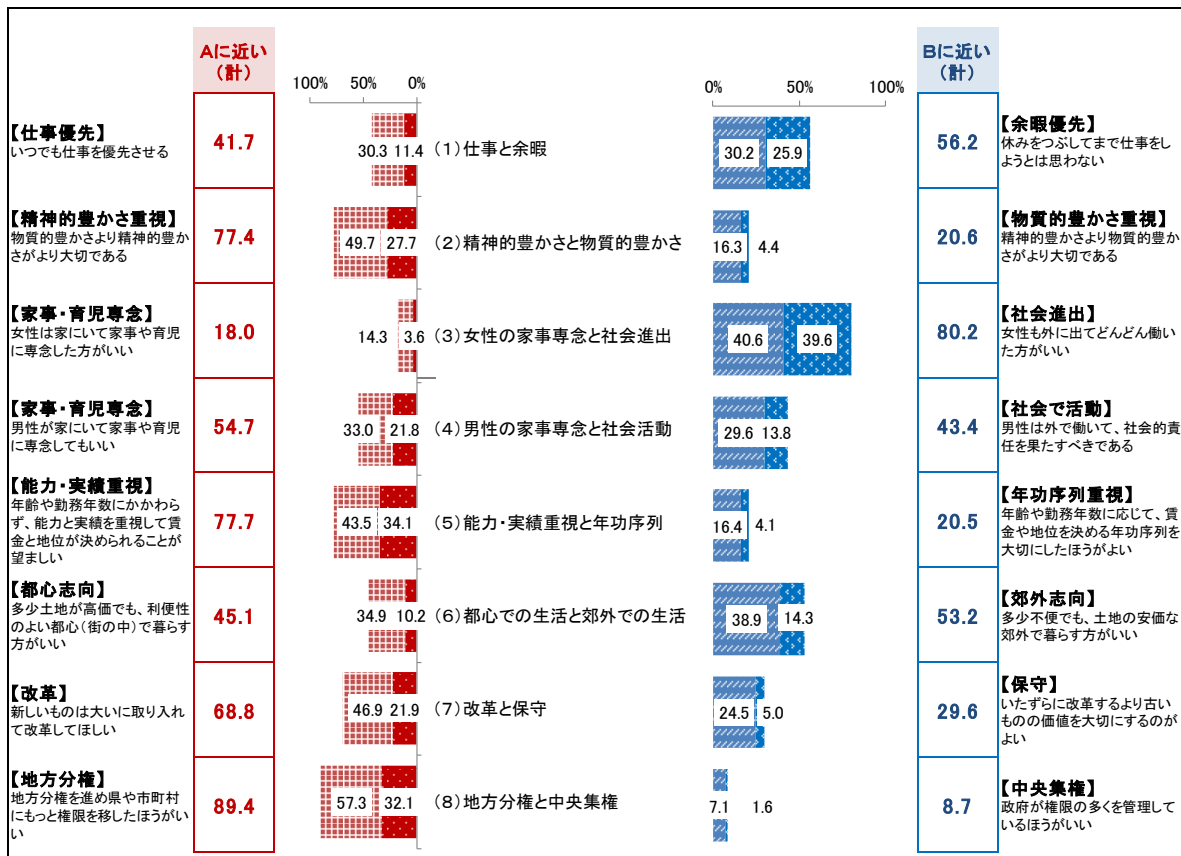 Aに近い
(計)
Bに近い
(計)
100% 50% 0%
0% 50% 100%
【仕事優先】
いつでも仕事を優先させる
41.7
30.3 11.4
(1)仕事と余暇
30.2 25.9
56.2
【余暇優先】
休みをつぶしてまで仕事をし
ようとは思わない
【精神的豊かさ重視】
物質的豊かさより精神的豊か
さがより大切である
77.4
49.7 27.7
(2)精神的豊かさと物質的豊かさ
16.3 4.4
20.6
【物質的豊かさ重視】
精神的豊かさより物質的豊か
さがより大切である
【家事・育児専念】
女性は家にいて家事や育児
に専念した方がいい
18.0
14.3 3.6
(3)女性の家事専念と社会進出
40.6 39.6
80.2
【社会進出】
女性も外に出てどんどん働い
た方がいい
【家事・育児専念】
男性が家にいて家事や育児
に専念してもいい
54.7
33.0 21.8
(4)男性の家事専念と社会活動
29.6 13.8
43.4
【社会で活動】
男性は外で働いて、社会的責
任を果たすべきである
【能力・実績重視】
年齢や勤務年数にかかわら
ず、能力と実績を重視して賃
金と地位が決められることが
望ましい
77.7
43.5 34.1
(5)能力・実績重視と年功序列
16.4 4.1
20.5
【年功序列重視】
年齢や勤務年数に応じて、賃
金や地位を決める年功序列を
大切にしたほうがよい
【都心志向】
多少土地が高価でも、利便性
のよい都心(街の中)で暮らす
方がいい
45.1
34.9 10.2
(6)都心での生活と郊外での生活
38.9 14.3
53.2
【郊外志向】
多少不便でも、土地の安価な
郊外で暮らす方がいい
【改革】
新しいものは大いに取り入れ
て改革してほしい
68.8
46.9 21.9
(7)改革と保守
24.5 5.0
29.6
【保守】
いたずらに改革するより古い
ものの価値を大切にするのが
よい
【地方分権】
地方分権を進め県や市町村
にもっと権限を移したほうがい
い
89.4
57.3 32.1
(8)地方分権と中央集権
7.1 1.6
8.7
【中央集権】
政府が権限の多くを管理して
いるほうがいい